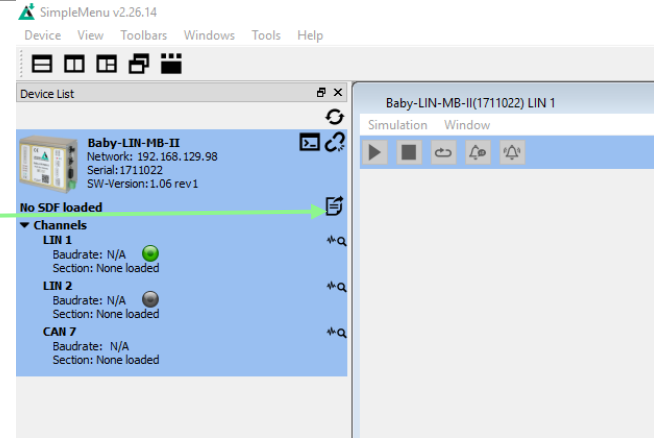 SimpleMenu v2.26.14
Device View Toolbars Windows Tools Help
Device List
Baby-LIN-MB-II
Network: 192.168.129.98
Serial:1711022
SW-Version:1.06 rev1
No SDF loaded
Channels
LIN 1
Baudrate: N/A
Section: None loaded
LIN 2
Baudrate: N/A
Section: None loaded
CAN 7
Baudrate: N/A
Section: None loaded
Baby-LIN-MB-II(1711022) LIN 1
Simulation Window